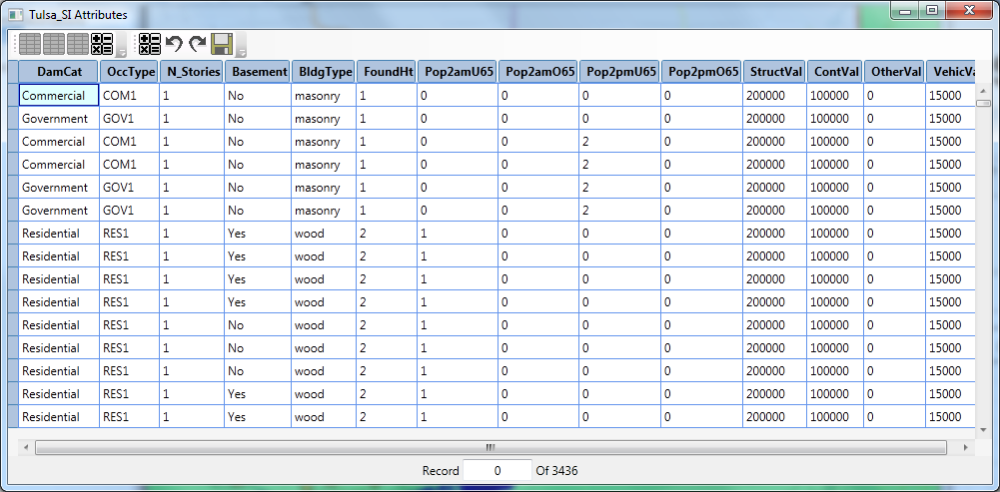 Tulsa_SI Attributes
DamCat OccType N_Stories Basement BldgType FoundHt Pop2amU65 Pop2amO65 Pop2pmU65 Pop2pmO65 StructVal ContVal OtherVal VehicVa
Commercial COM1 1 No masonry 1 0 0 0 0 200000 100000 0 15000
Government GOV1 1 No masonry 1 0 0 0 0 200000 100000 0 15000
Commercial COM1 1 No masonry 1 0 0 2 0 200000 100000 0 15000
Commercial COM1 1 No masonry 1 0 0 2 0 200000 100000 0 15000
Government GOV1 1 No masonry 1 0 0 2 0 200000 100000 0 15000
Government GOV1 1 No masonry 1 0 0 2 0 200000 100000 0 15000
Residential RES1 1 Yes wood 2 1 0 0 0 200000 100000 0 15000
Residential RES1 1 Yes wood 2 1 0 0 0 200000 100000 0 15000
Residential RES1 1 Yes wood 2 1 0 0 0 200000 100000 0 15000
Residential RES1 1 Yes wood 2 1 0 0 0 200000 100000 0 15000
Residential RES1 1 No wood 2 1 0 0 0 200000 100000 0 15000
Residential RES1 1 No wood 2 1 0 0 0 200000 100000 0 15000
Residential RES1 1 No wood 2 1 0 0 0 200000 100000 0 15000
Residential RES1 1 Yes wood 2 1 0 0 0 200000 100000 0 15000
Residential RES1 1 Yes wood 2 1 0 0 0 200000 100000 0 15000
Record 0 Of 3436